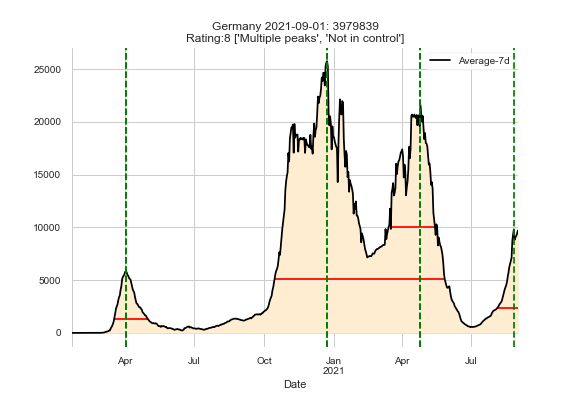 Germany 2021-09-01: 3979839
Rating:8 ['Multiple peaks', 'Not in control']
Average-7d
25000
20000
15000
10000
5000
0
Apr
Jul
Oct
Jan
2021
Apr
Jul
Date